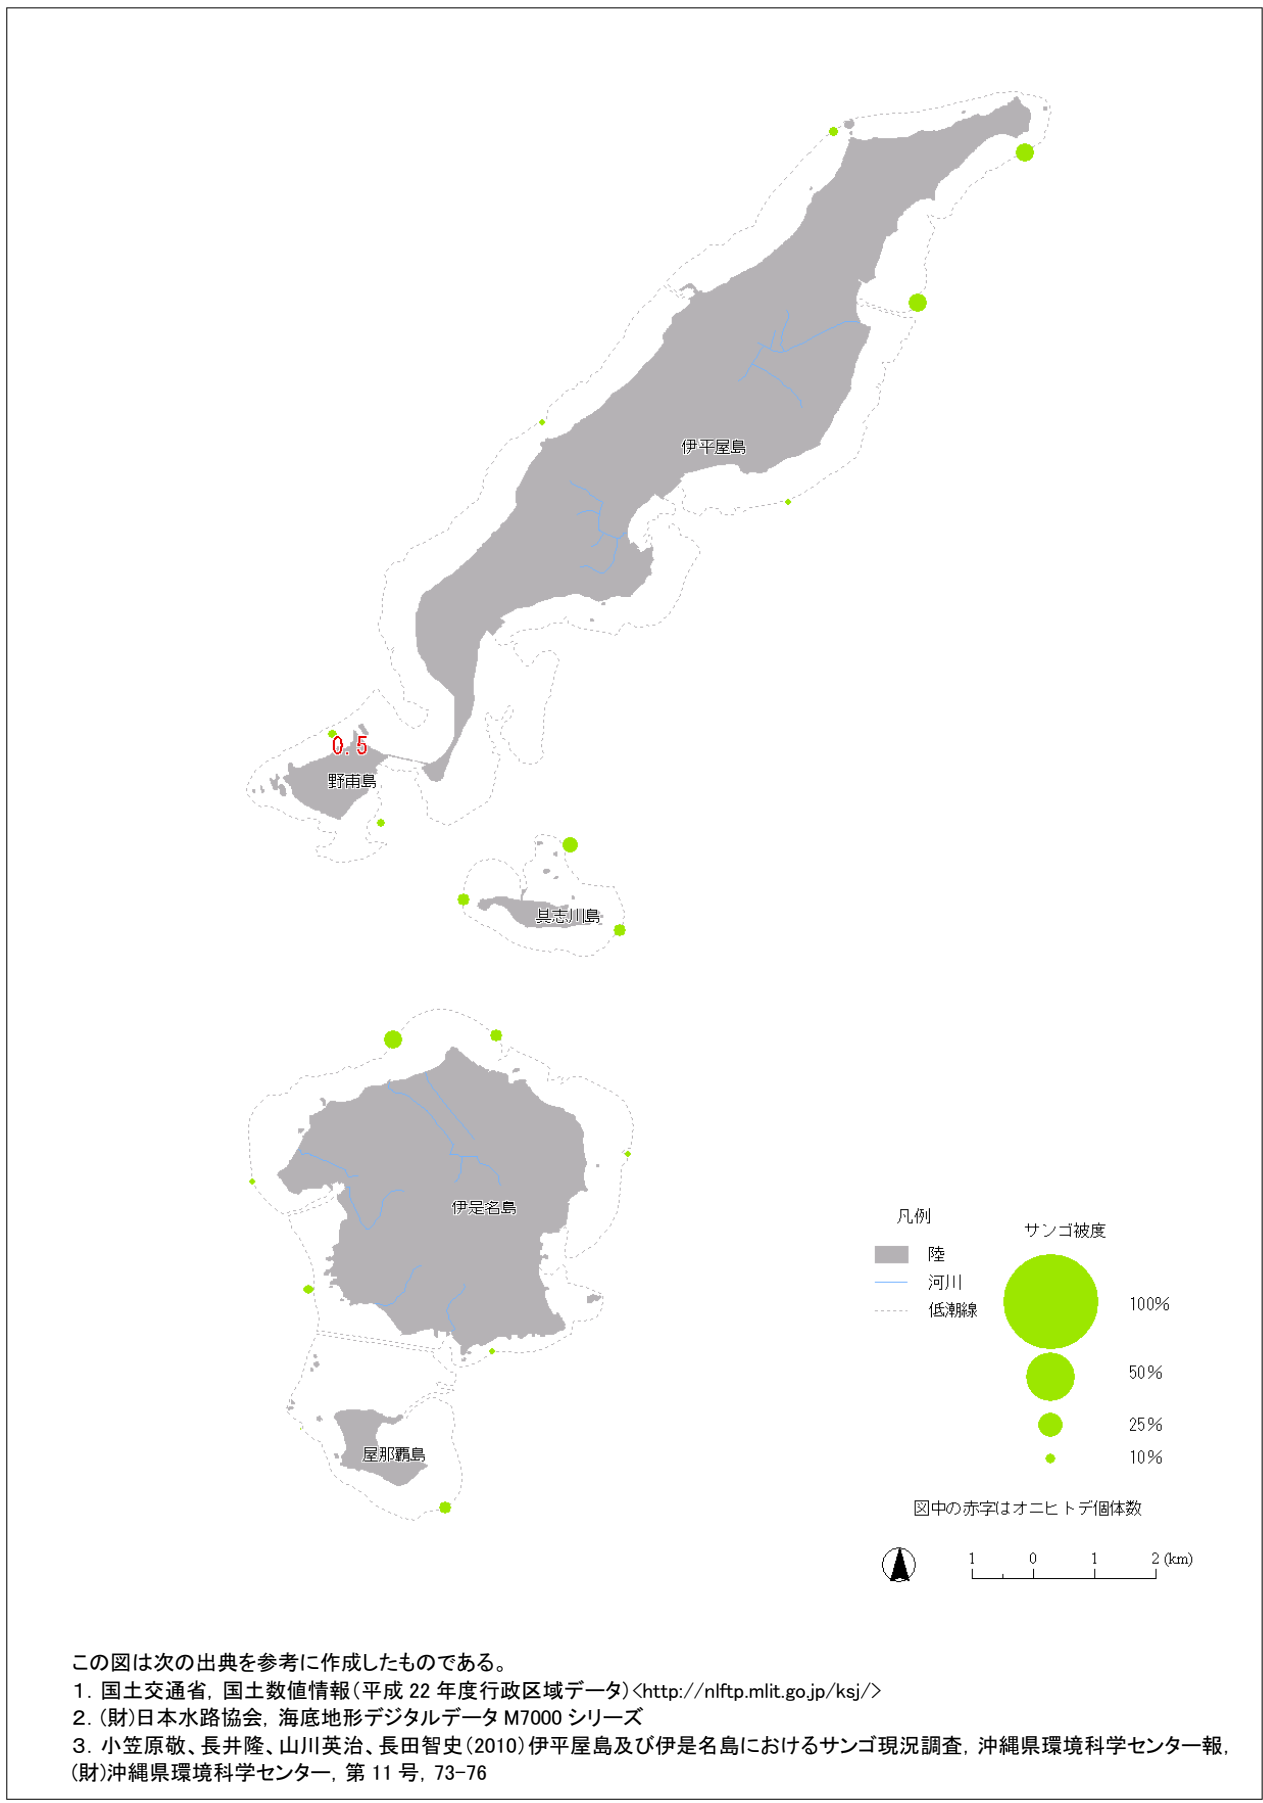 伊平屋島
0.5
野甫島
具志川島
伊是名島
屋那覇島
凡例
陸
河川
低潮線
サンゴ被度
100%
50%
25%
10%
図中の赤字はオニヒトデ個体数
1 0 1 2 (km)
この図は次の出典を参考に作成したものである。
1. 国土交通省, 国土数値情報(平成 22 年度行政区域データ)<http://nlftp.mlit.go.jp/ksj/>
2. (財)日本水路協会, 海底地形デジタルデータ M7000 シリーズ
3. 小笠原敬、長井隆、山川英治、長田智史(2010)伊平屋島及び伊是名島におけるサンゴ現況調査, 沖縄県環境科学センター報,
(財)沖縄県環境科学センター, 第 11 号, 73-76